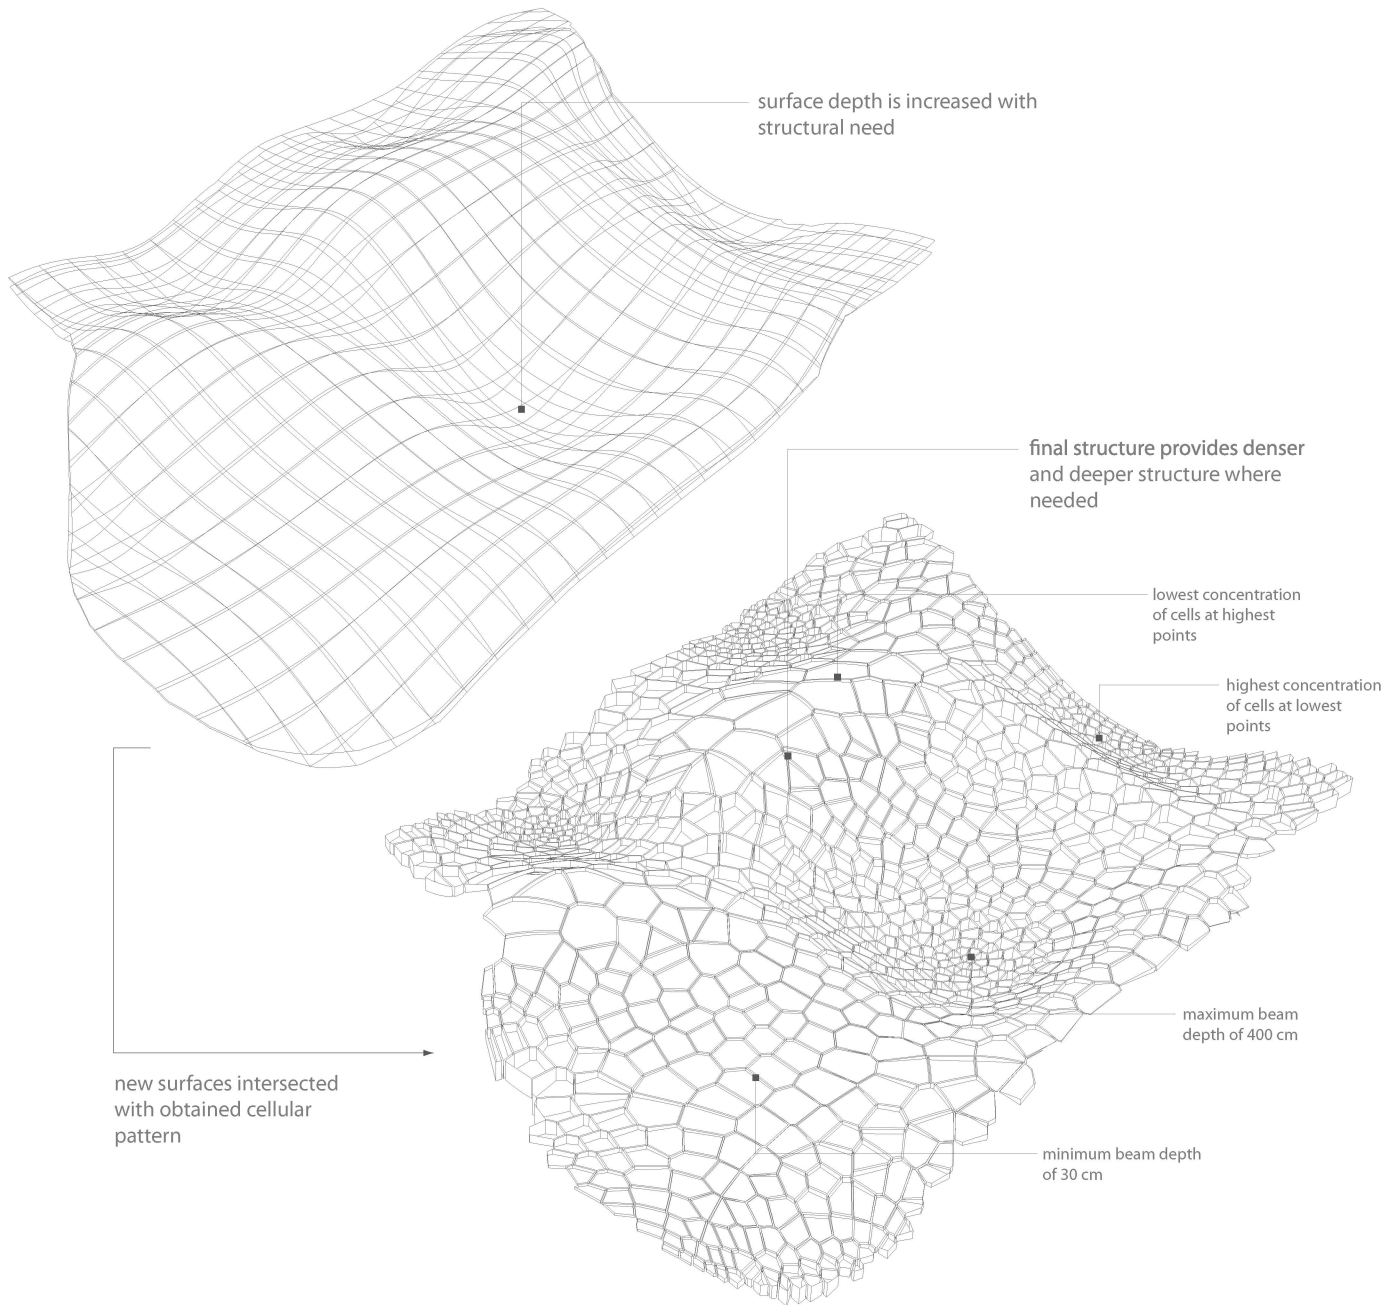 surface depth is increased with
structural need
final structure provides denser
and deeper structure where
needed
lowest concentration
of cells at highest
points
highest concentration
of cells at lowest
points
maximum beam
depth of 400 cm
new surfaces intersected
with obtained cellular
pattern
minimum beam depth
of 30 cm